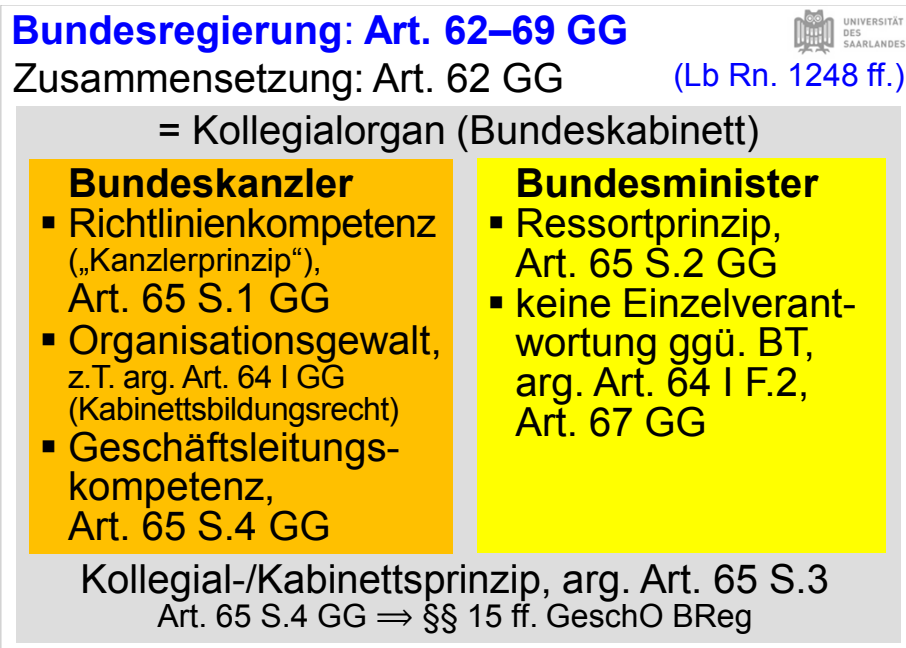 Bundesregierung: Art. 62–69 GG
UNIVERSITÄT
DES
SAARLANDES
Zusammensetzung: Art. 62 GG
(Lb Rn. 1248 ff.)
= Kollegialorgan (Bundeskabinett)
Bundeskanzler
▪ Richtlinienkompetenz
(„Kanzlerprinzip“),
Art. 65 S.1 GG
▪ Organisationsgewalt,
z.T. arg. Art. 64 I GG
(Kabinettsbildungsrecht)
▪ Geschäftsleitungs-
kompetenz,
Art. 65 S.4 GG
Bundesminister
▪ Ressortprinzip,
Art. 65 S.2 GG
▪ keine Einzelverant-
wortung ggü. BT,
arg. Art. 64 I F.2,
Art. 67 GG
Kollegial-/Kabinettsprinzip, arg. Art. 65 S.3
Art. 65 S.4 GG ⟹ §§ 15 ff. GeschO BReg